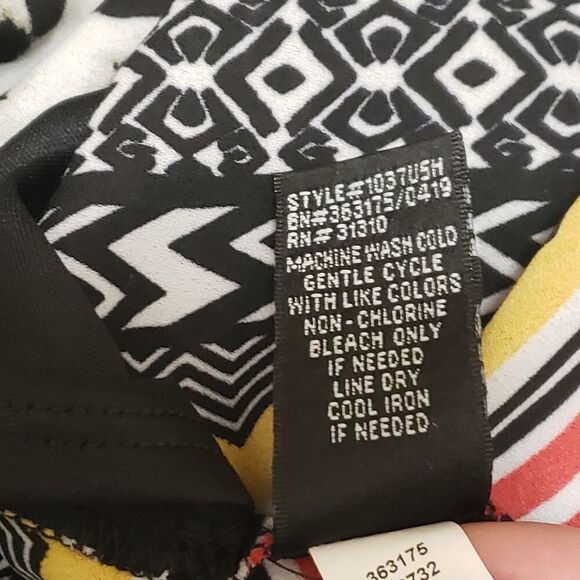 STYLE#1037USH
BN#363175/0419
RN# 31310
MACHINE WASH COLD
GENTLE CYCLE
WITH LIKE COLORS
NON-CHLORINE
BLEACH ONLY
IF NEEDED
LINE DRY
COOL IRON
IF NEEDED
363175
732